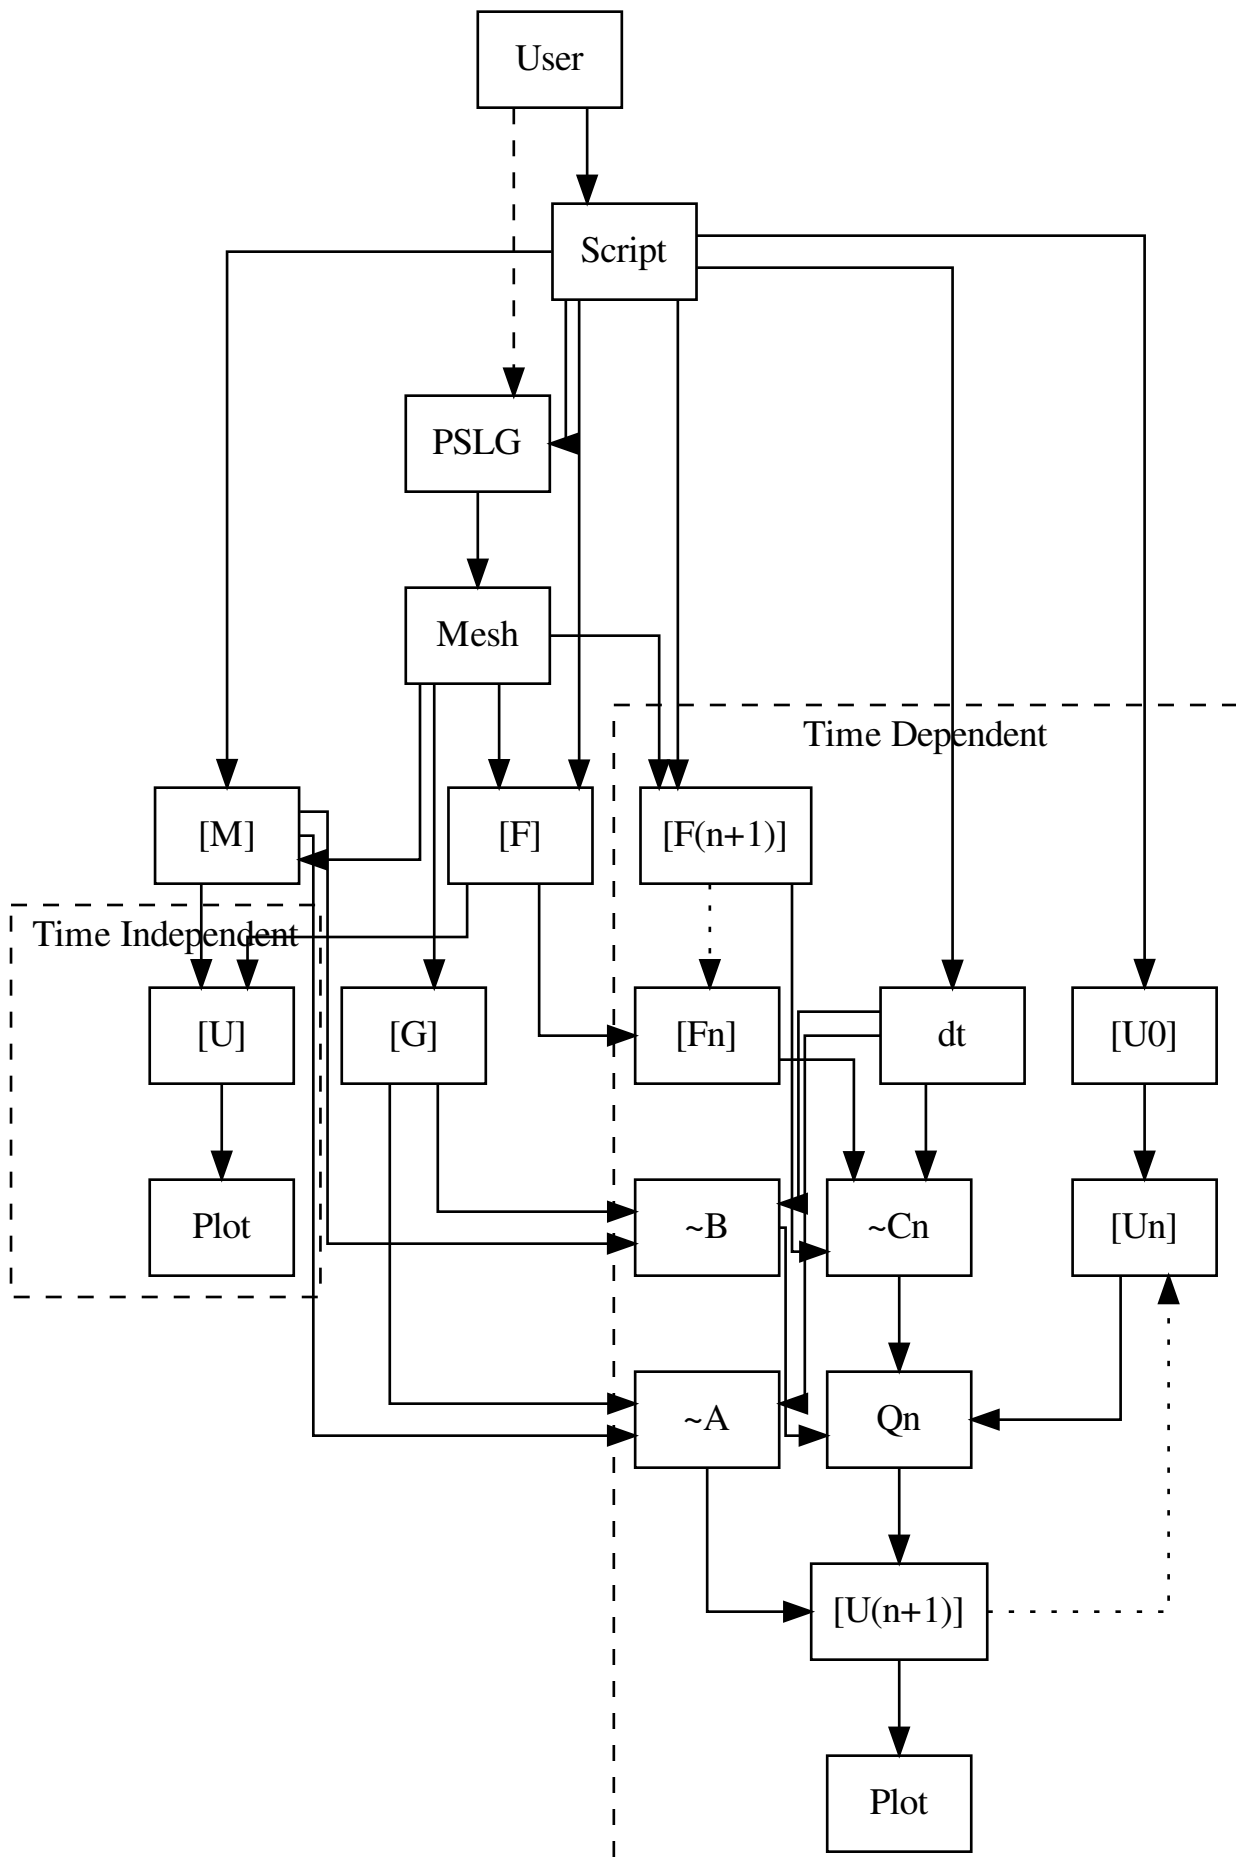 User
Script
PSLG
Mesh
Time Dependent
[M]
[F]
[F(n+1)]
Time Independent
[U]
[G]
[Fn]
dt
[U0]
Plot
~B
~Cn
[Un]
~A
Qn
[U(n+1)]
Plot